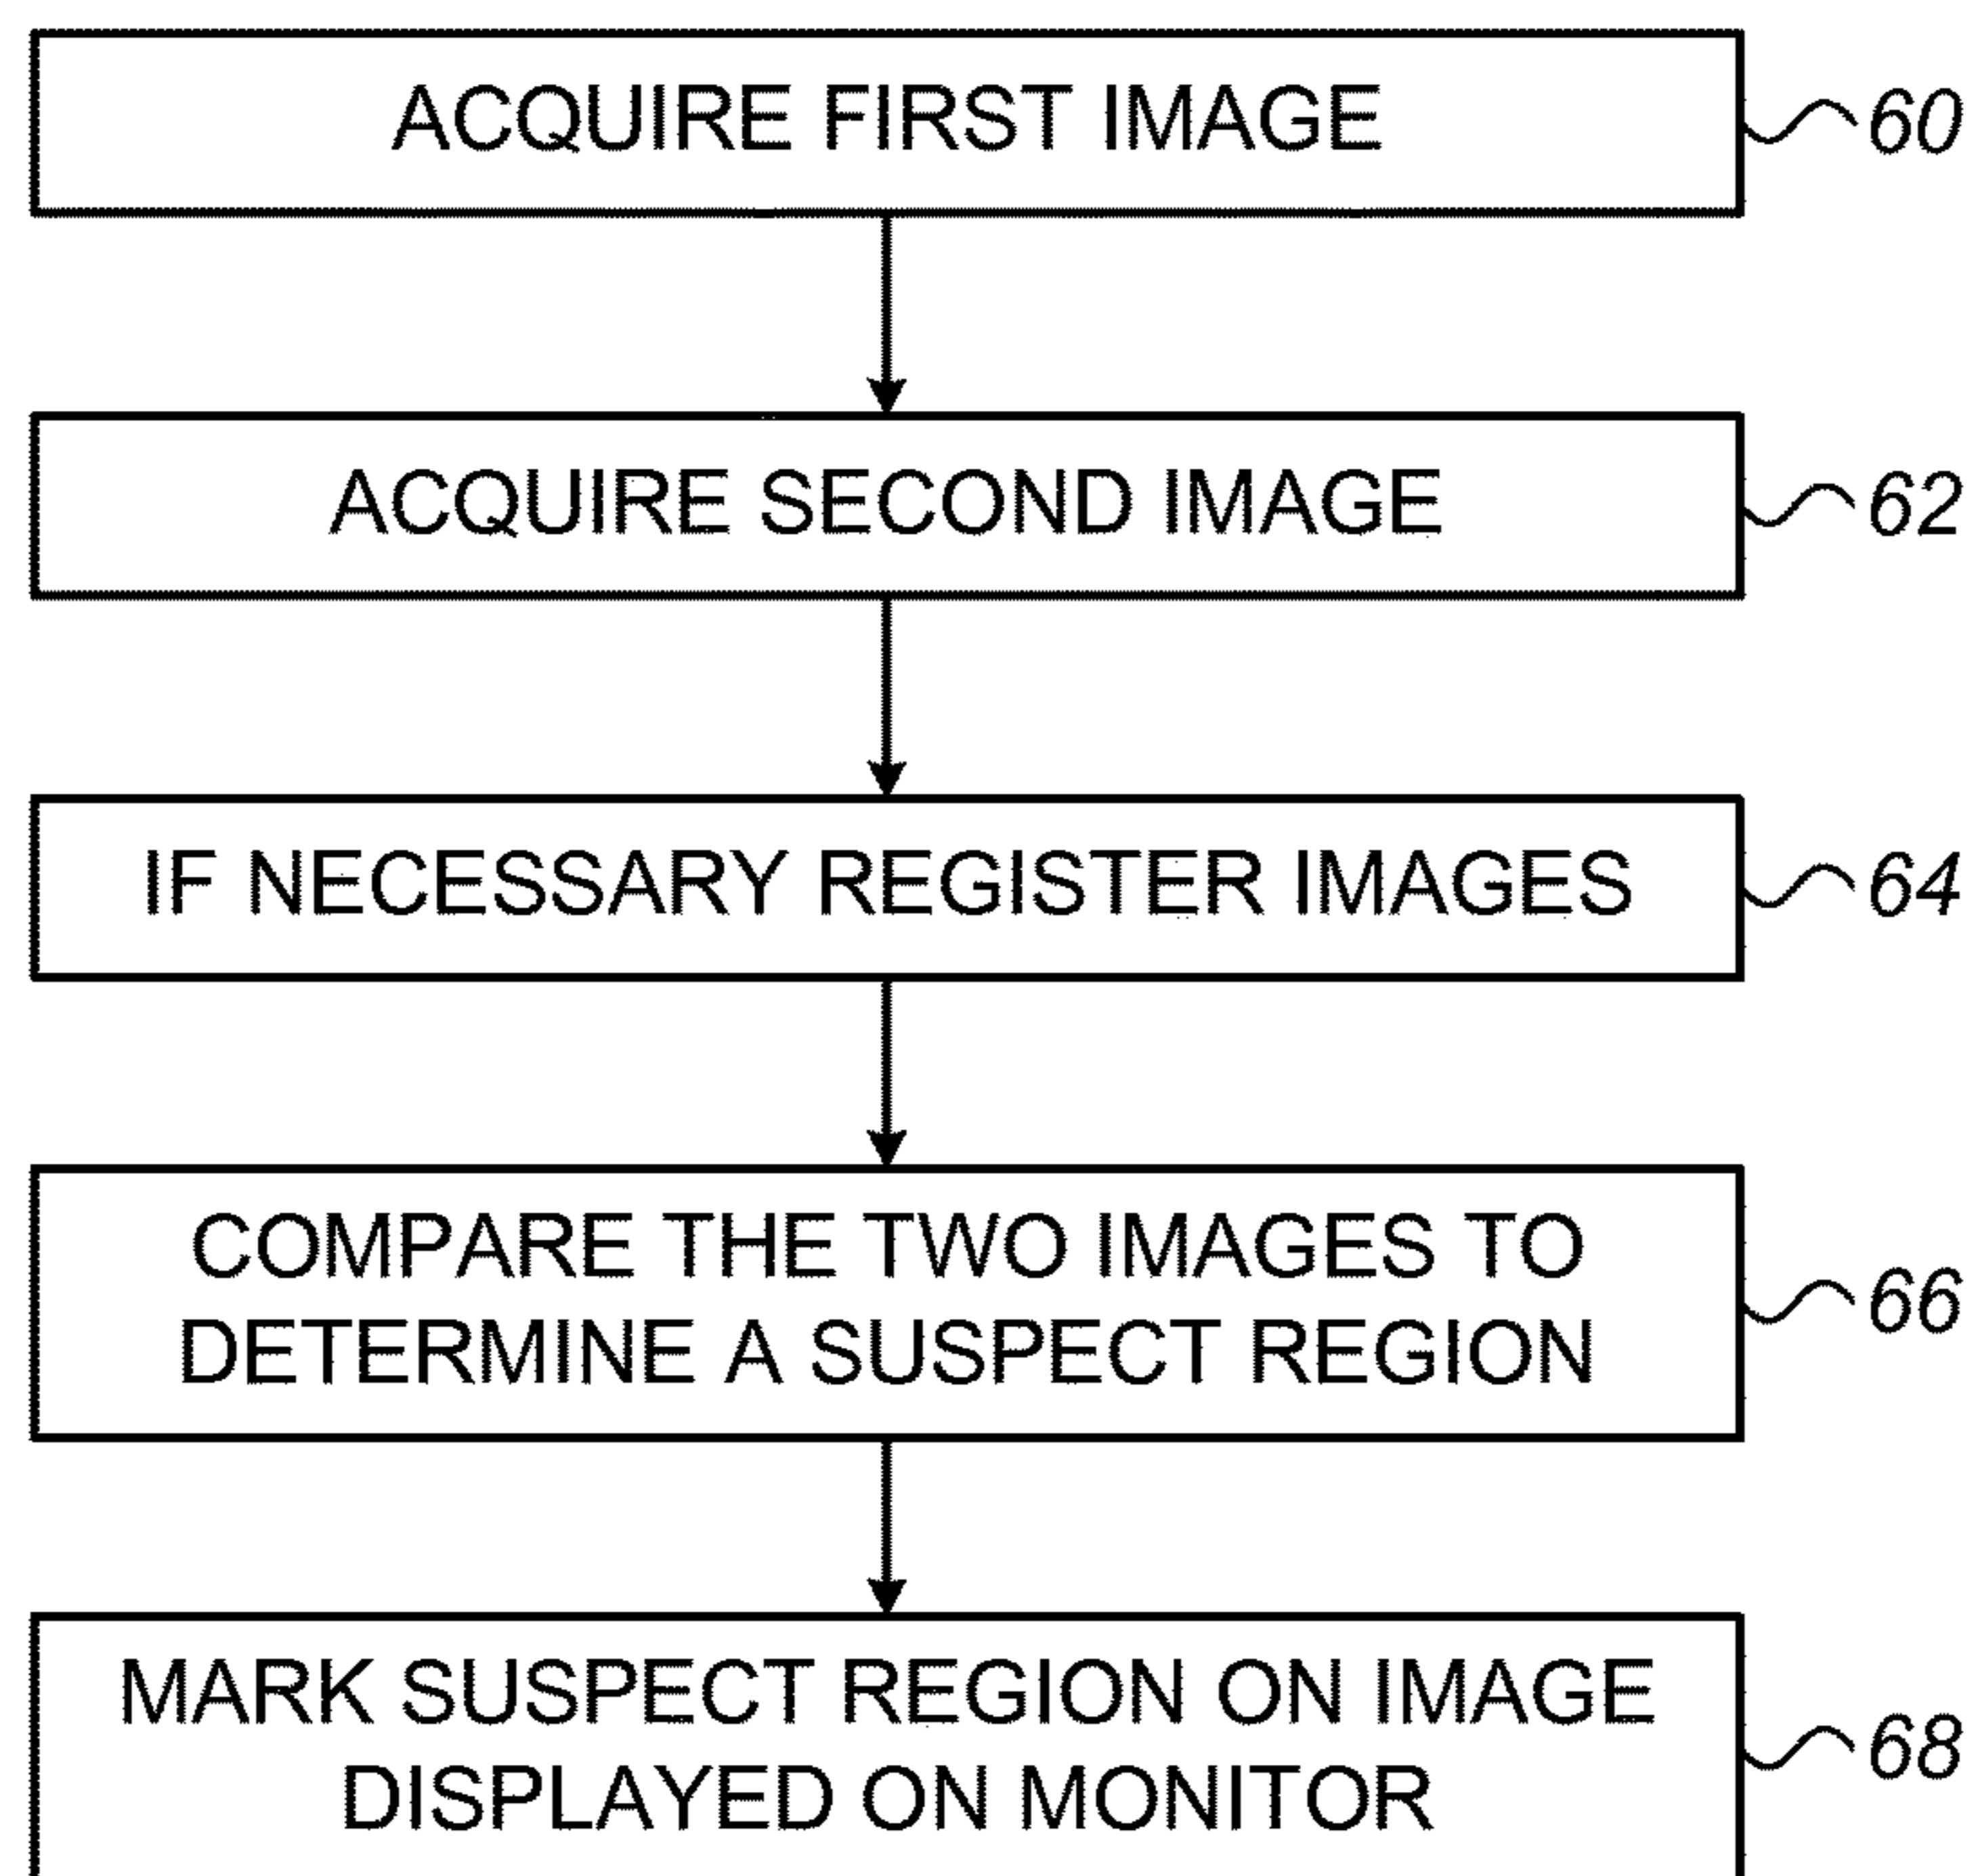 ACQUIRE FIRST IMAGE
60
ACQUIRE SECOND IMAGE
62
IF NECESSARY REGISTER IMAGES
64
COMPARE THE TWO IMAGES TO
DETERMINE A SUSPECT REGION
66
MARK SUSPECT REGION ON IMAGE
DISPLAYED ON MONITOR
68